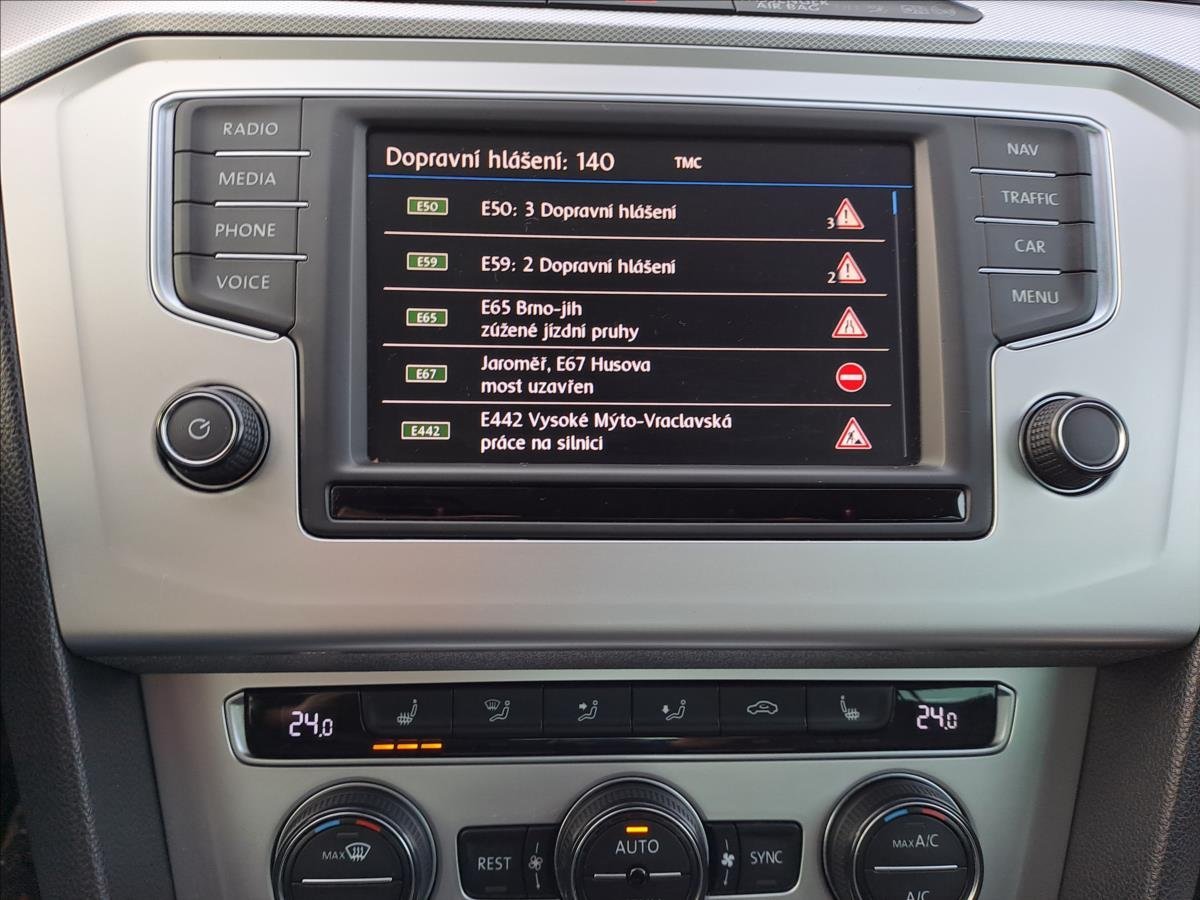 AIR BAG
RADIO
MEDIA
PHONE
VOICE
Dopravní hlášení: 140 TMC
E50 E50: 3 Dopravní hlášení 3
E59 E59: 2 Dopravní hlášení 2
E65 E65 Brno-jih
zúžené jízdní pruhy
E67 Jaroměř, E67 Husova
most uzavřen
E442 E442 Vysoké Mýto-Vraclavská
práce na silnici
NAV
TRAFFIC
CAR
MENU
24.0
24.0
MAX
REST
AUTO
SYNC
MAX A/C
A/C